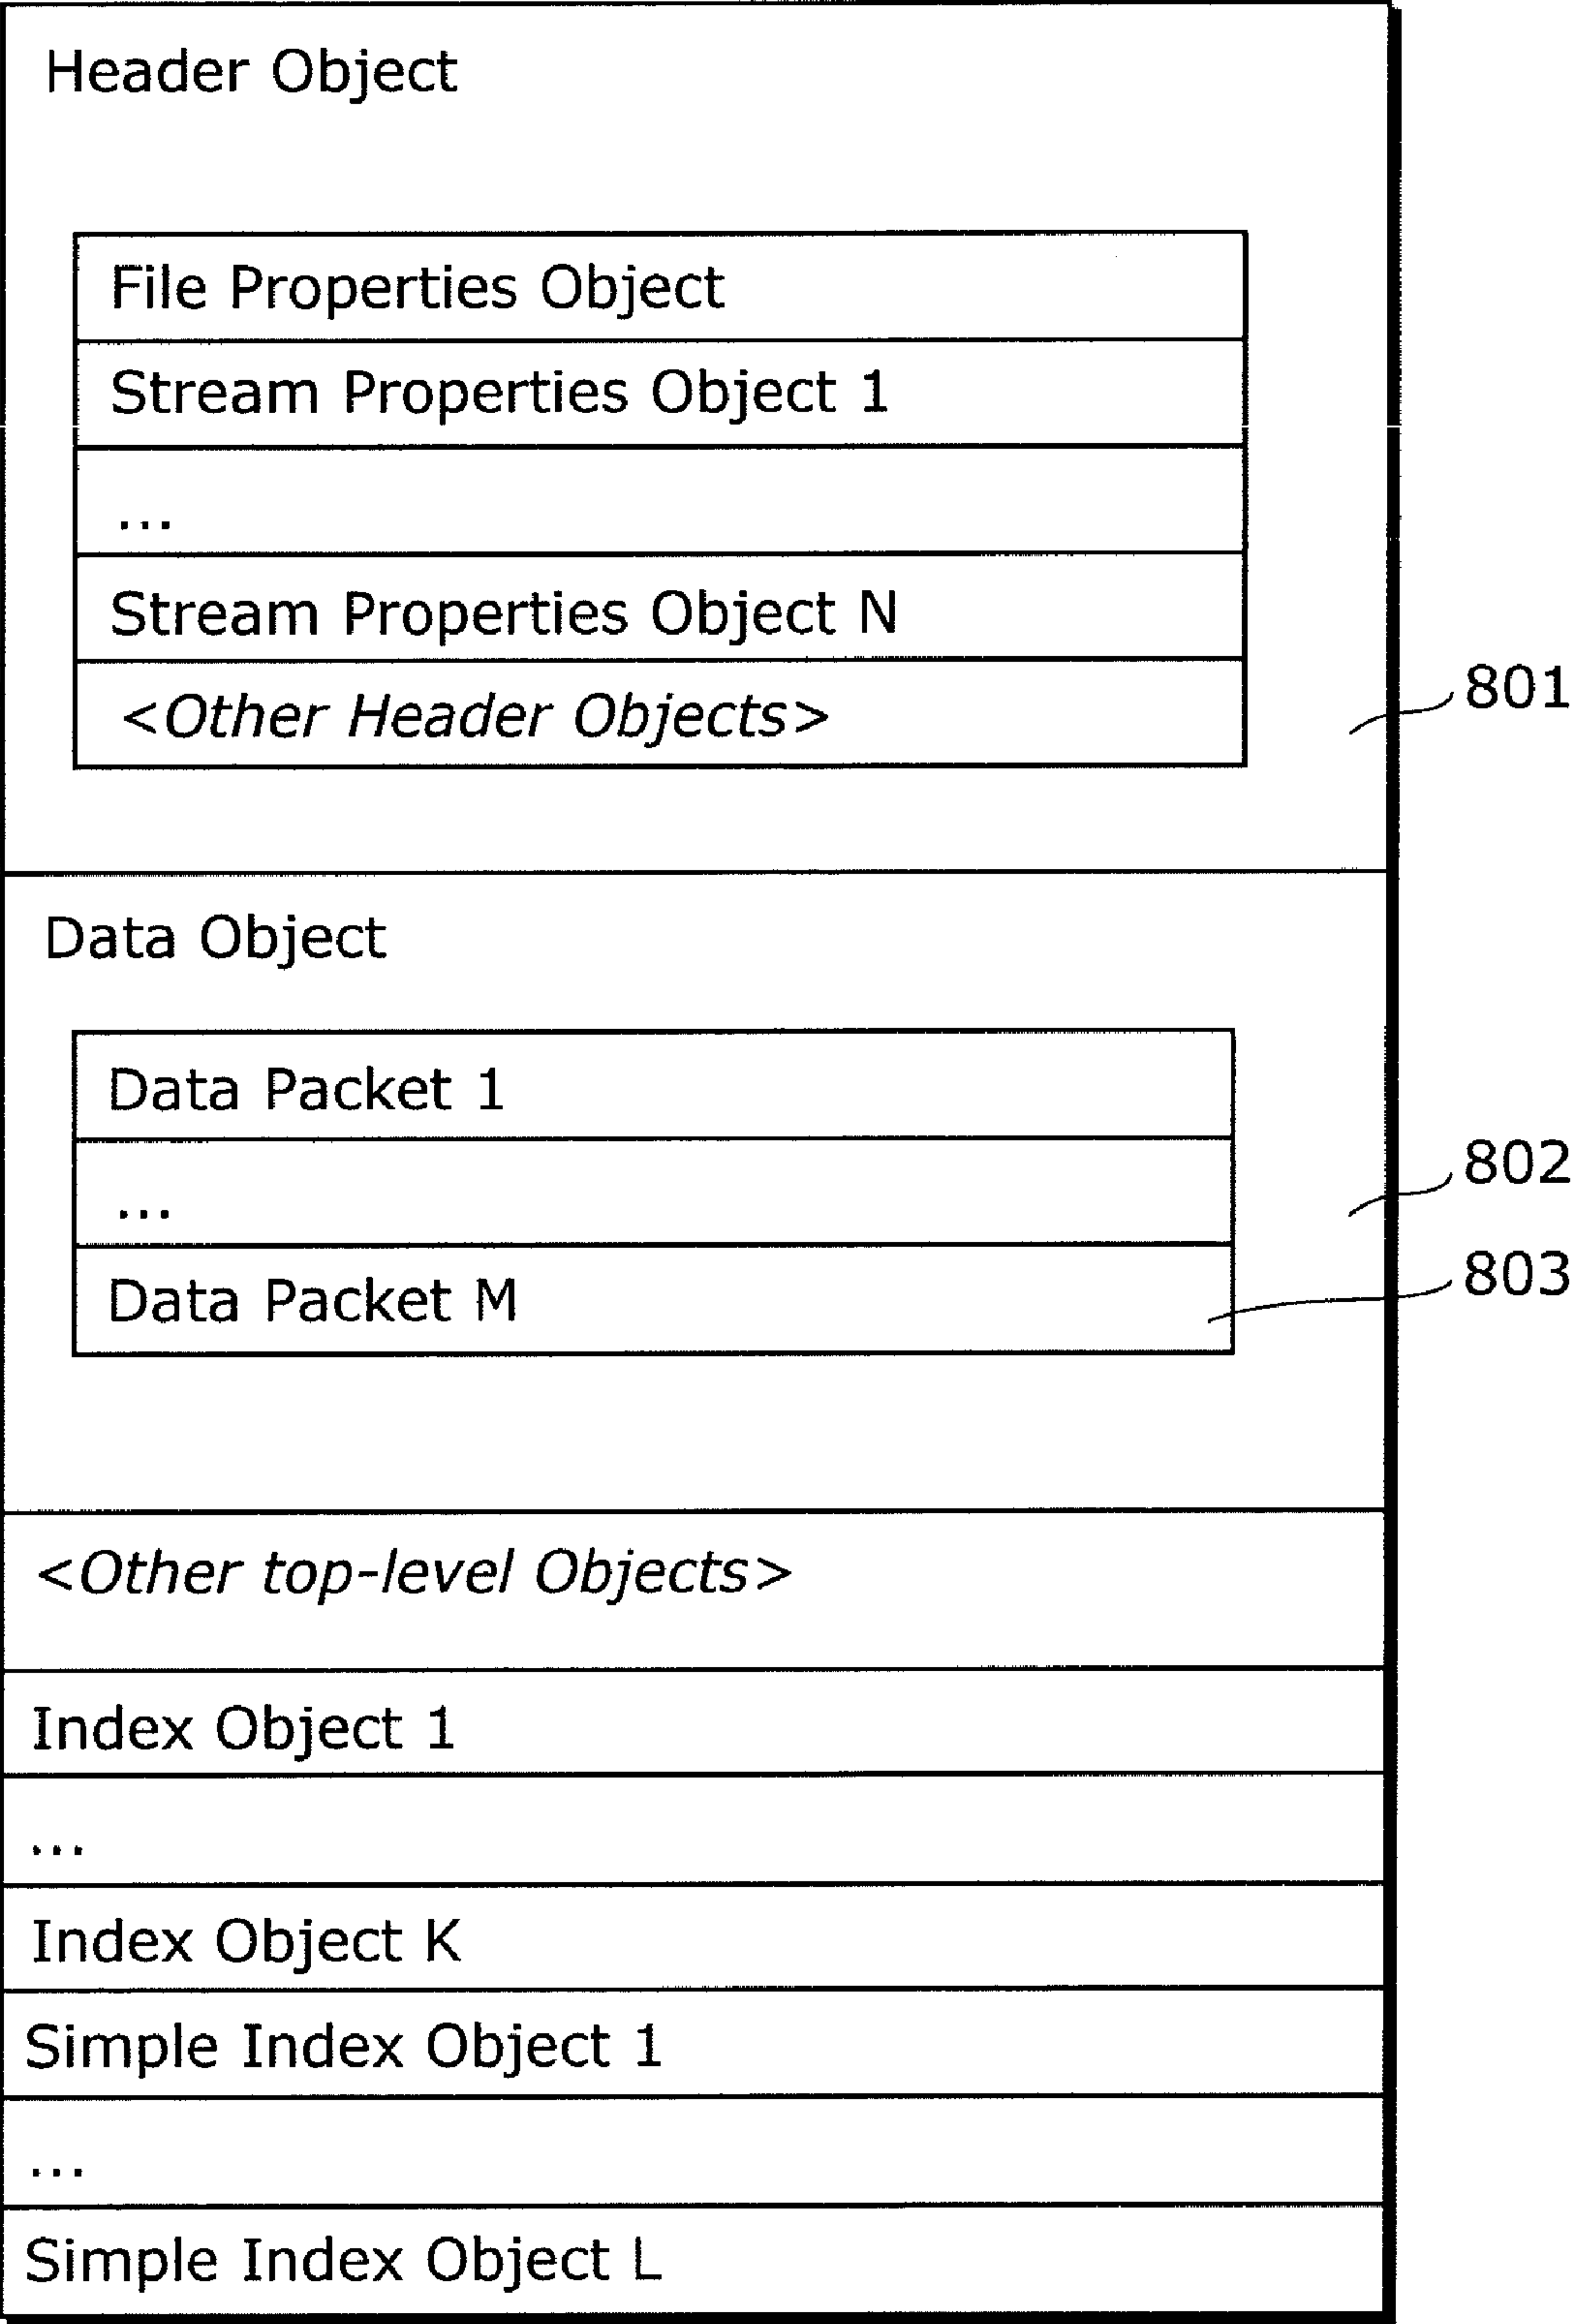 Header Object
File Properties Object
Stream Properties Object 1
...
Stream Properties Object N
<Other Header Objects>
801
Data Object
Data Packet 1
...
802
Data Packet M
803
<Other top-level Objects>
Index Object 1
...
Index Object K
Simple Index Object 1
...
Simple Index Object L